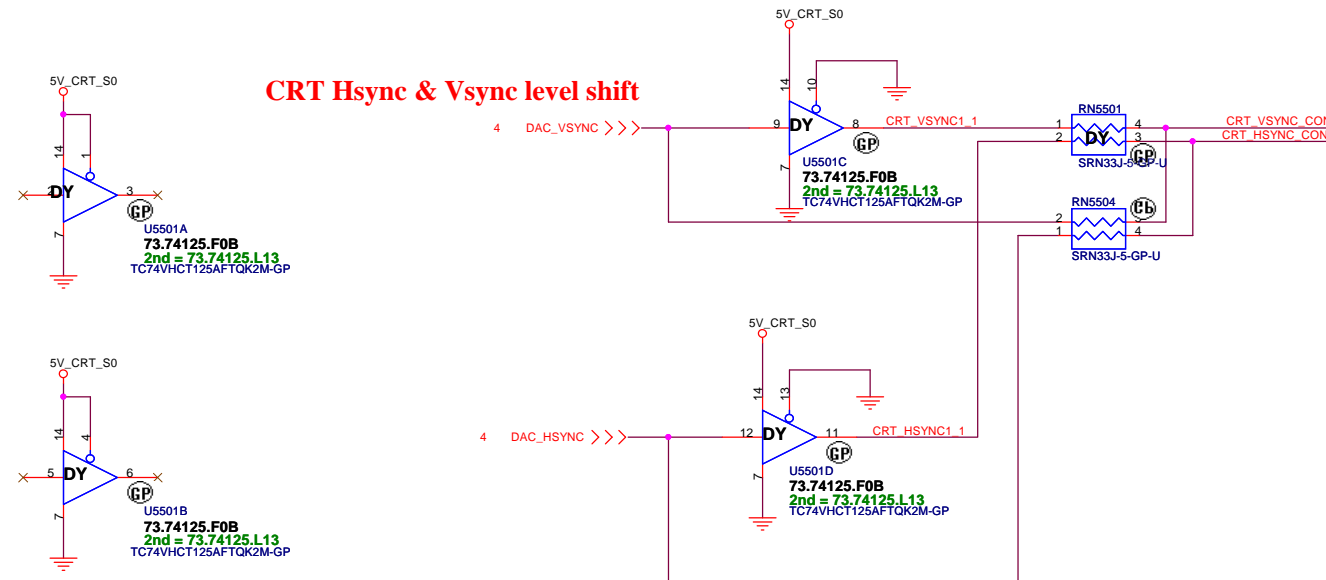 CRT Hsync & Vsync level shift
5V_CRT_S0
14
1
2
DY
3
7
GP
U5501A
73.74125.F0B
2nd = 73.74125.L13
TC74VHCT125AFTQK2M-GP
5V_CRT_S0
14
4
5
DY
6
7
GP
U5501B
73.74125.F0B
2nd = 73.74125.L13
TC74VHCT125AFTQK2M-GP
5V_CRT_S0
14
10
4 DAC_VSYNC
9
DY
8
CRT_VSYNC1_1
7
GP
U5501C
73.74125.F0B
2nd = 73.74125.L13
TC74VHCT125AFTQK2M-GP
5V_CRT_S0
14
13
4 DAC_HSYNC
12
DY
11
CRT_HSYNC1_1
7
GP
U5501D
73.74125.F0B
2nd = 73.74125.L13
TC74VHCT125AFTQK2M-GP
RN5501
1
4
CRT_VSYNC_CON
2
DY
3
CRT_HSYNC_CON
GP
SRN33J-5-GP-U
RN5504
GP
2
3
1
4
SRN33J-5-GP-U